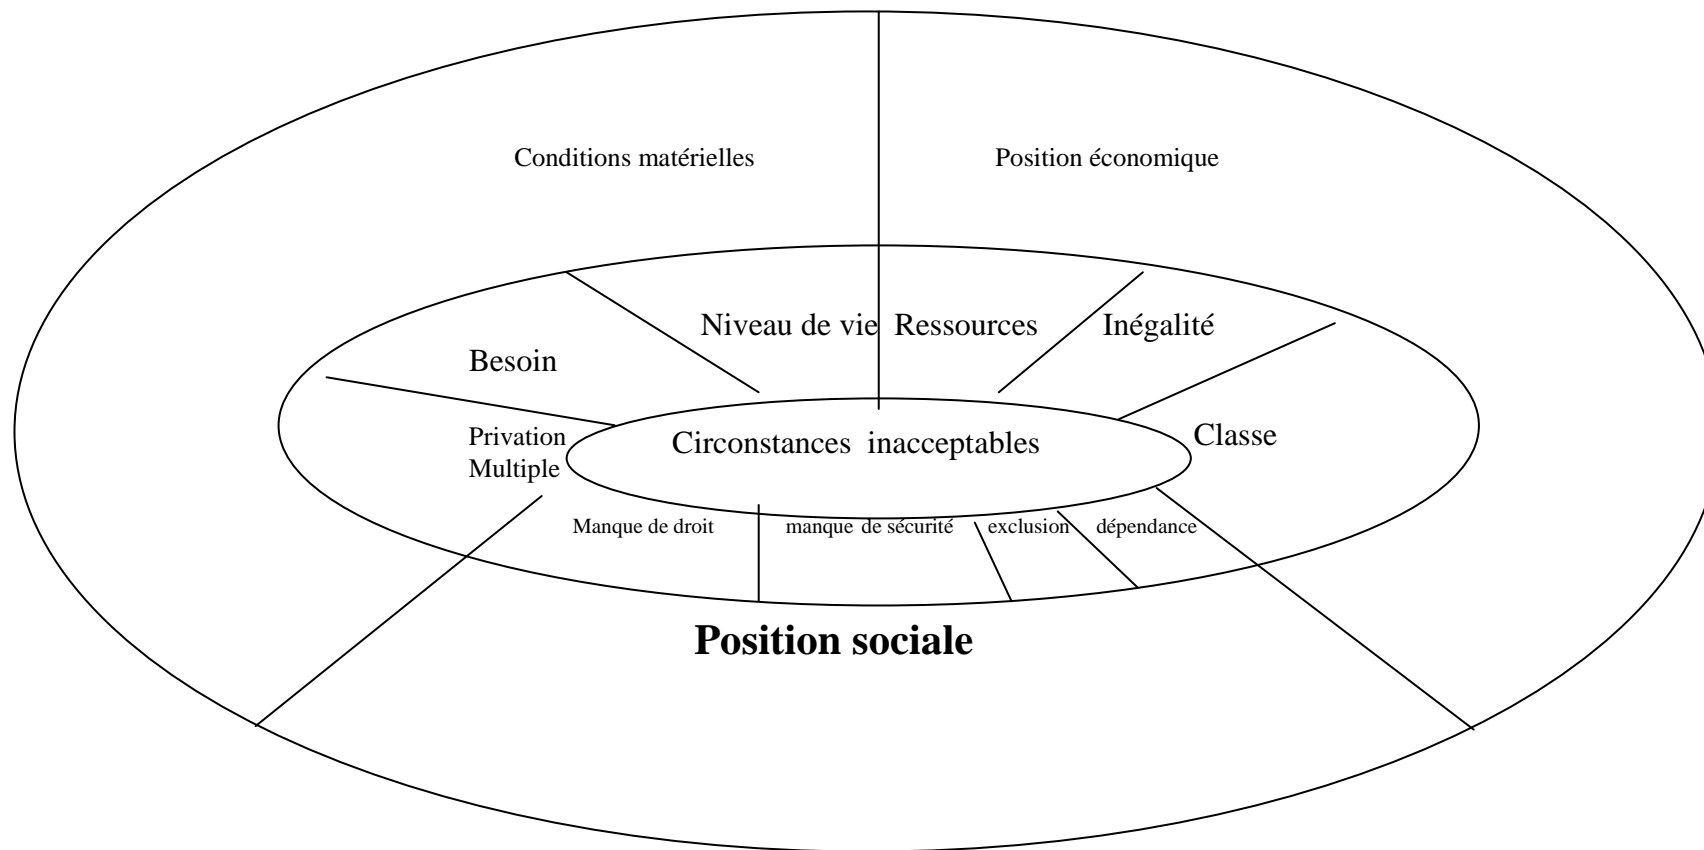 Conditions matérielles
Position économique
Niveau de vie
Ressources
Inégalité
Besoin
Privation
Multiple
Circonstances inacceptables
Classe
Manque de droit
manque de sécurité
exclusion
dépendance
Position sociale